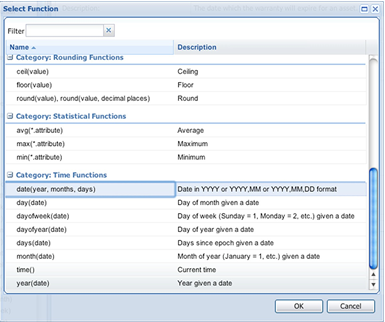 Select Function
Filter
Name Description
Category: Rounding Functions
ceil(value) Ceiling
floor(value) Floor
round(value), round(value, decimal places) Round
Category: Statistical Functions
avg(*.attribute) Average
max(*.attribute) Maximum
min(*.attribute) Minimum
Category: Time Functions
date(year, months, days) Date in YYYY or YYYY,MM or YYYY,MM,DD format
day(date) Day of month given a date
dayofweek(date) Day of week (Sunday = 1, Monday = 2, etc.) given a date
dayofyear(date) Day of year given a date
days(date) Days since epoch given a date
month(date) Month of year (January = 1, etc.) given a date
time() Current time
year(date) Year given a date
OK Cancel